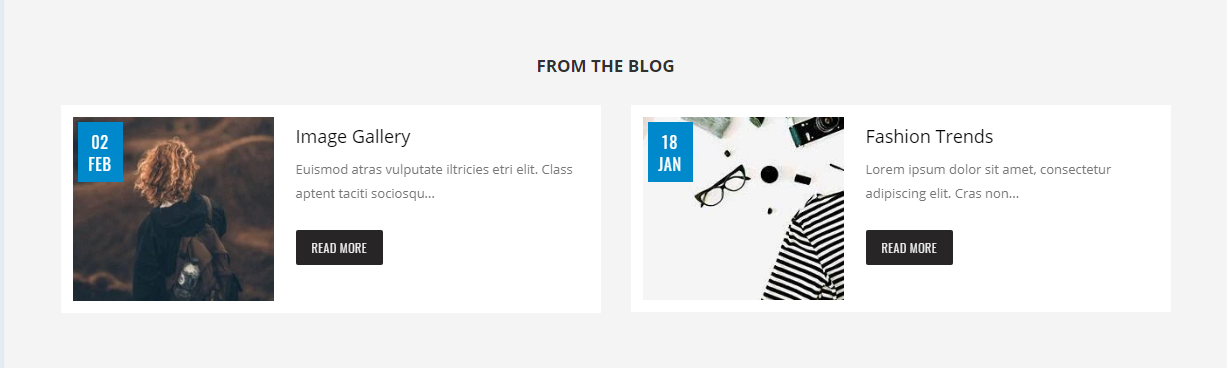 FROM THE BLOG
02
FEB
Image Gallery
Euismod atras vulputate iltricies etri elit. Class
aptent taciti sociosqu...
READ MORE
18
JAN
Fashion Trends
Lorem ipsum dolor sit amet, consectetur
adipiscing elit. Cras non...
READ MORE